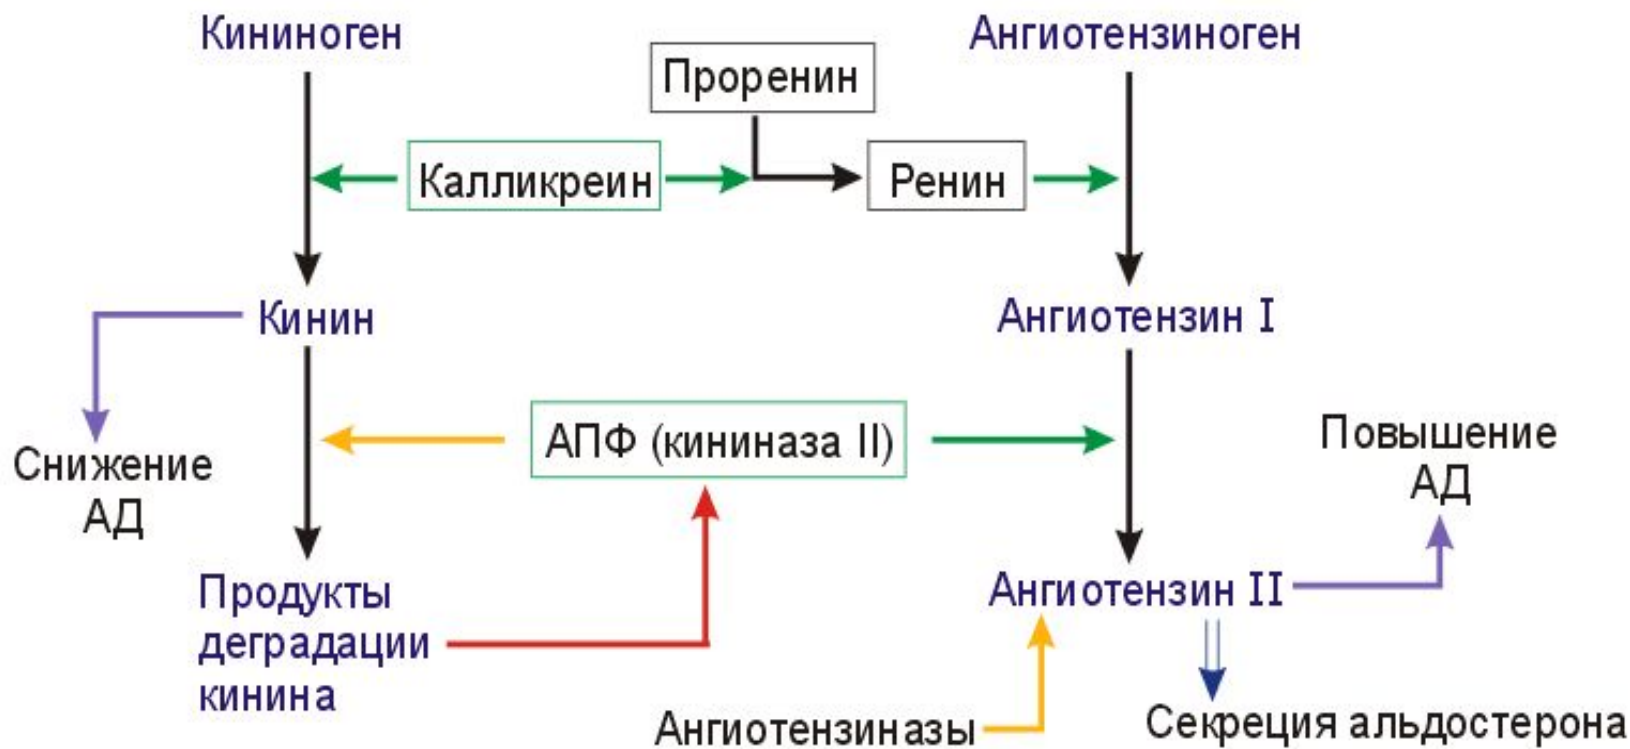 Кининоген
Ангиотензиноген
Проренин
Калликреин
Ренин
Кинин
Ангиотензин I
АПФ (кининаза II)
Снижение
АД
Повышение
АД
Продукты
деградации
кинина
Ангиотензин II
Ангиотензиназы
Секреция альдостерона